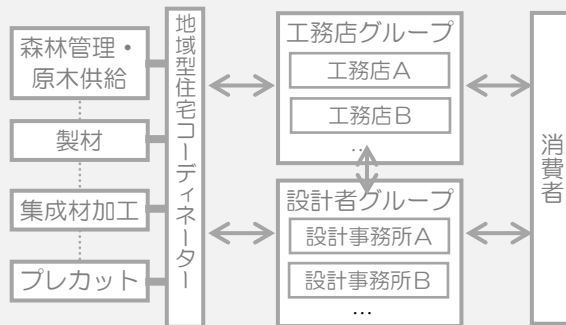 森林管理・
原木供給
製材
集成材加工
プレカット
地域型住宅コーディネーター
工務店グループ
工務店A
工務店B
…
設計者グループ
設計事務所A
設計事務所B
…
消費者